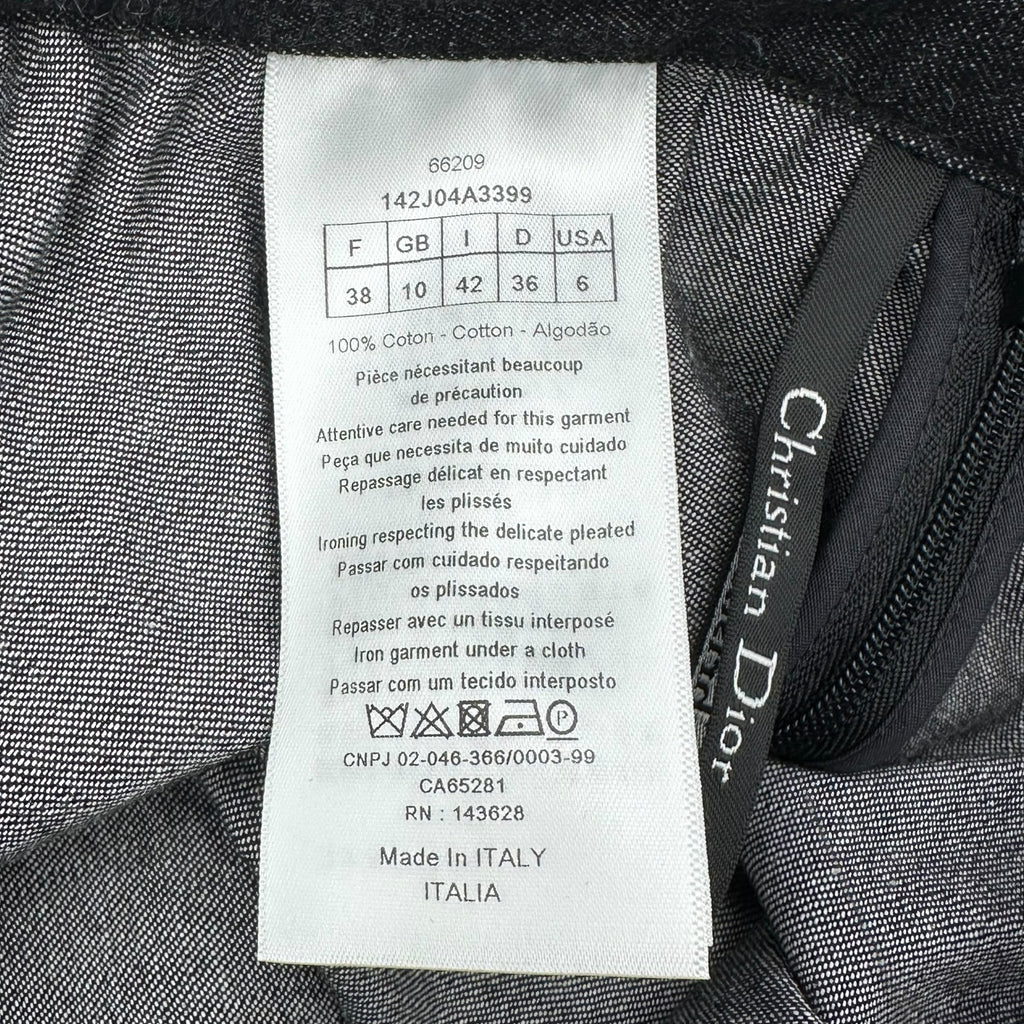 66209
142J04A3399
F GB I D USA
38 10 42 36 6
100% Coton - Cotton - Algodão
Pièce nécessitant beaucoup
de précaution
Attentive care needed for this garment
Peça que necessita de muito cuidado
Repassage délicat en respectant
les plissés
Ironing respecting the delicate pleated
Passar com cuidado respeitando
os plissados
Repasser avec un tissu interposé
Iron garment under a cloth
Passar com um tecido interposto
P
CNPJ 02-046-366/0003-99
CA65281
RN : 143628
Made In ITALY
ITALIA
Christian Dior